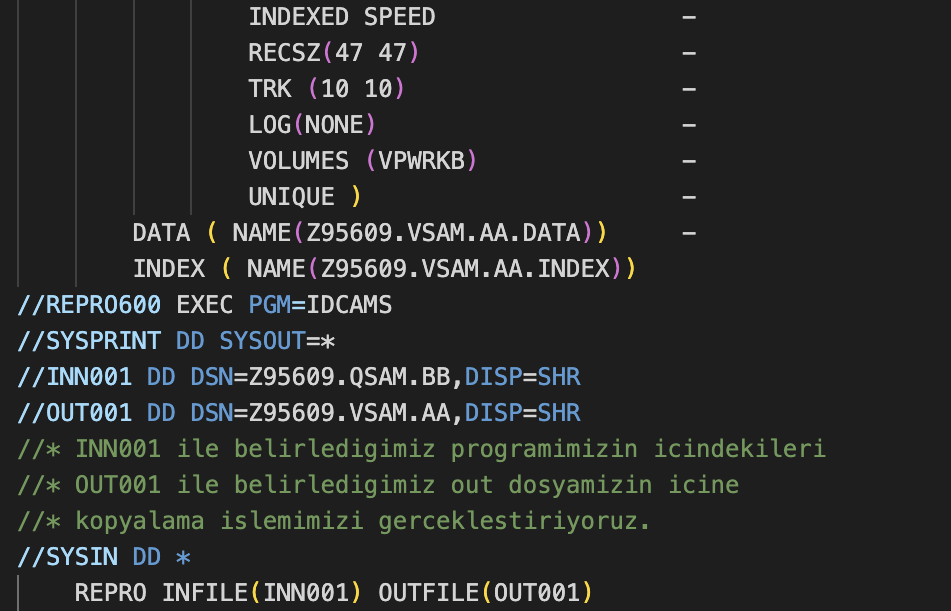 INDEXED SPEED -
RECSZ(47 47) -
TRK (10 10) -
LOG(NONE) -
VOLUMES (VPWRKB) -
UNIQUE ) -
DATA ( NAME(Z95609.VSAM.AA.DATA)) -
INDEX ( NAME(Z95609.VSAM.AA.INDEX))
//REPRO600 EXEC PGM=IDCAMS
//SYSPRINT DD SYSOUT=*
//INN001 DD DSN=Z95609.QSAM.BB,DISP=SHR
//OUT001 DD DSN=Z95609.VSAM.AA,DISP=SHR
//* INN001 ile belirledigimiz programimizin icindekileri
//* OUT001 ile belirledigimiz out dosyamizin icine
//* kopyalama islemimizi gerceklestiriyoruz.
//SYSIN DD *
REPRO INFILE(INN001) OUTFILE(OUT001)